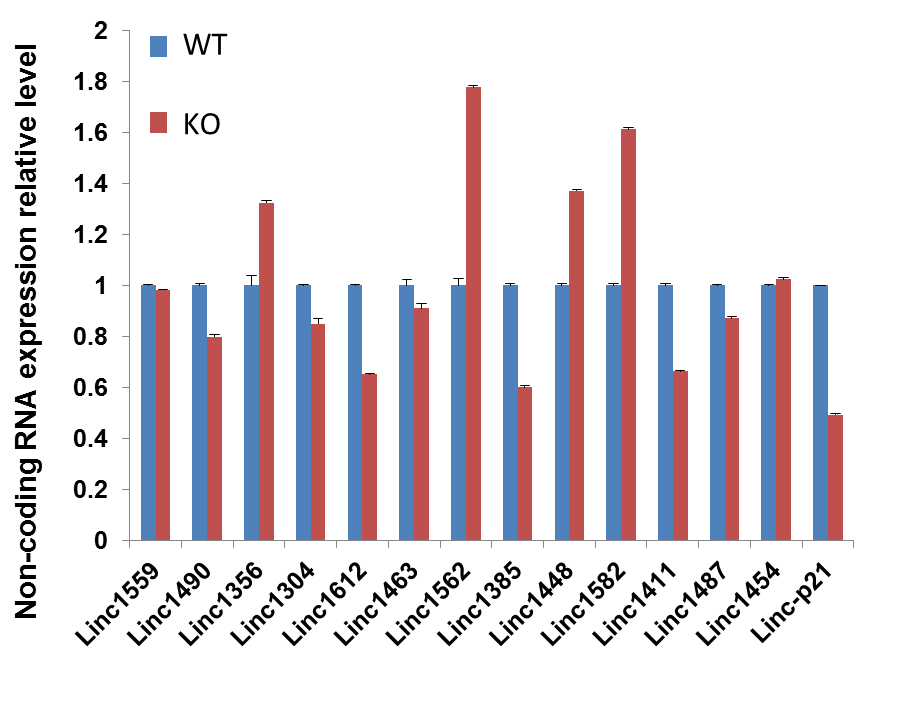 Non-coding RNA expression relative level
2
1.8
1.6
1.4
1.2
1
0.8
0.6
0.4
0.2
0
WT
KO
Linc1559
Linc1490
Linc1356
Linc1304
Linc1612
Linc1463
Linc1562
Linc1385
Linc1448
Linc1582
Linc1411
Linc1487
Linc1454
Linc-p21